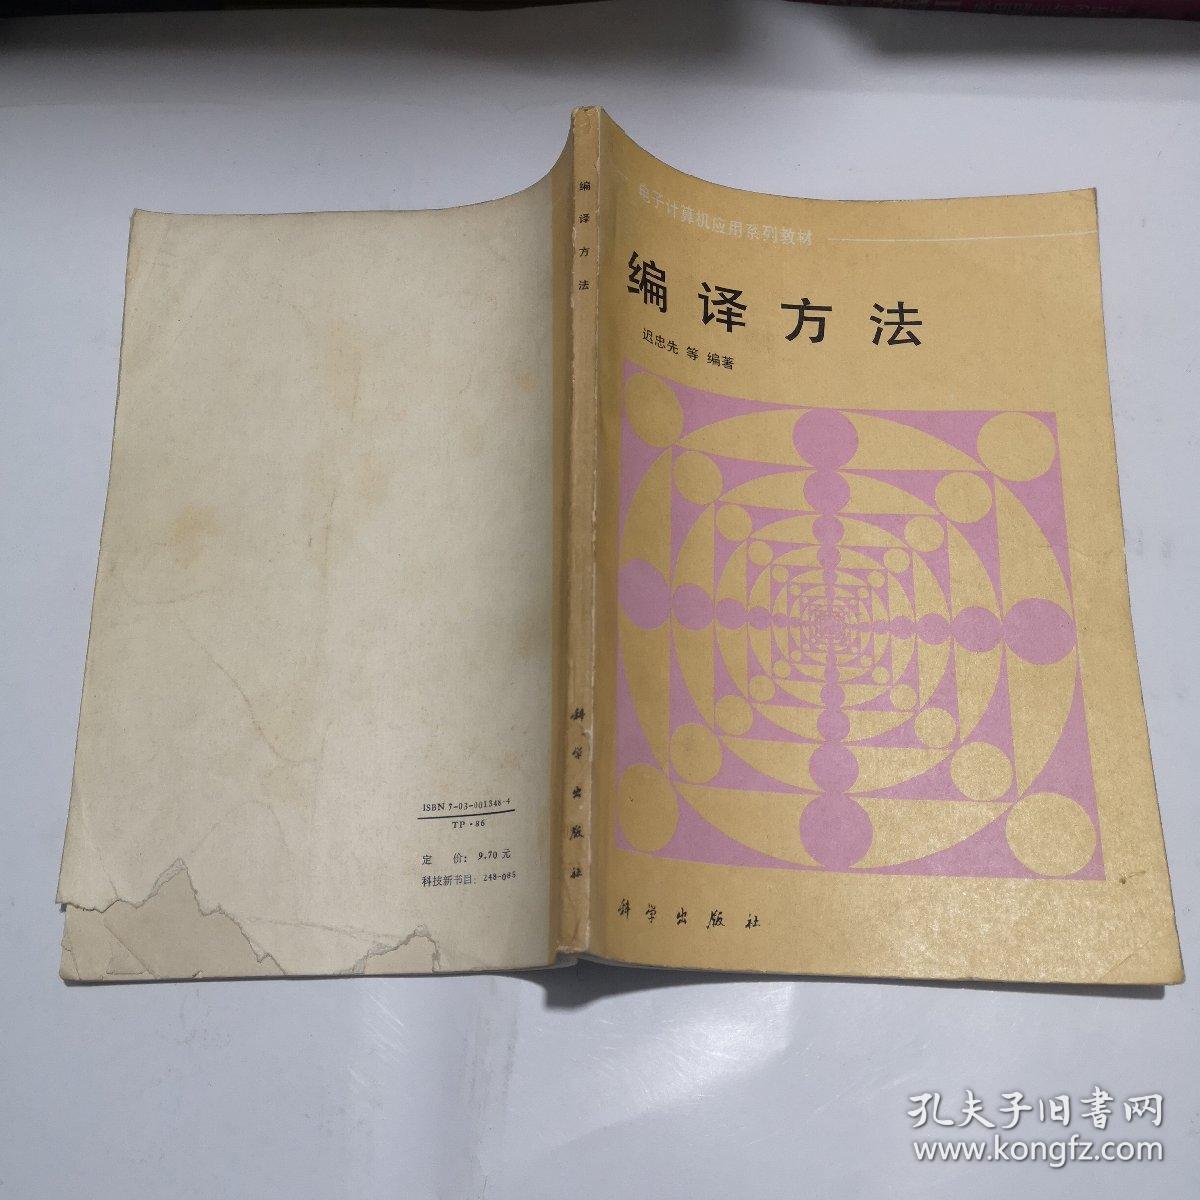 电子计算机应用系列教材
编译方法
迟忠先 等 编著
科学出版社
编译方法
科学出版社
ISBN 7-03-001348-4
TP·86
定 价: 9.70 元
科技新书目: 248-085
孔夫子旧书网
www.kongfz.com